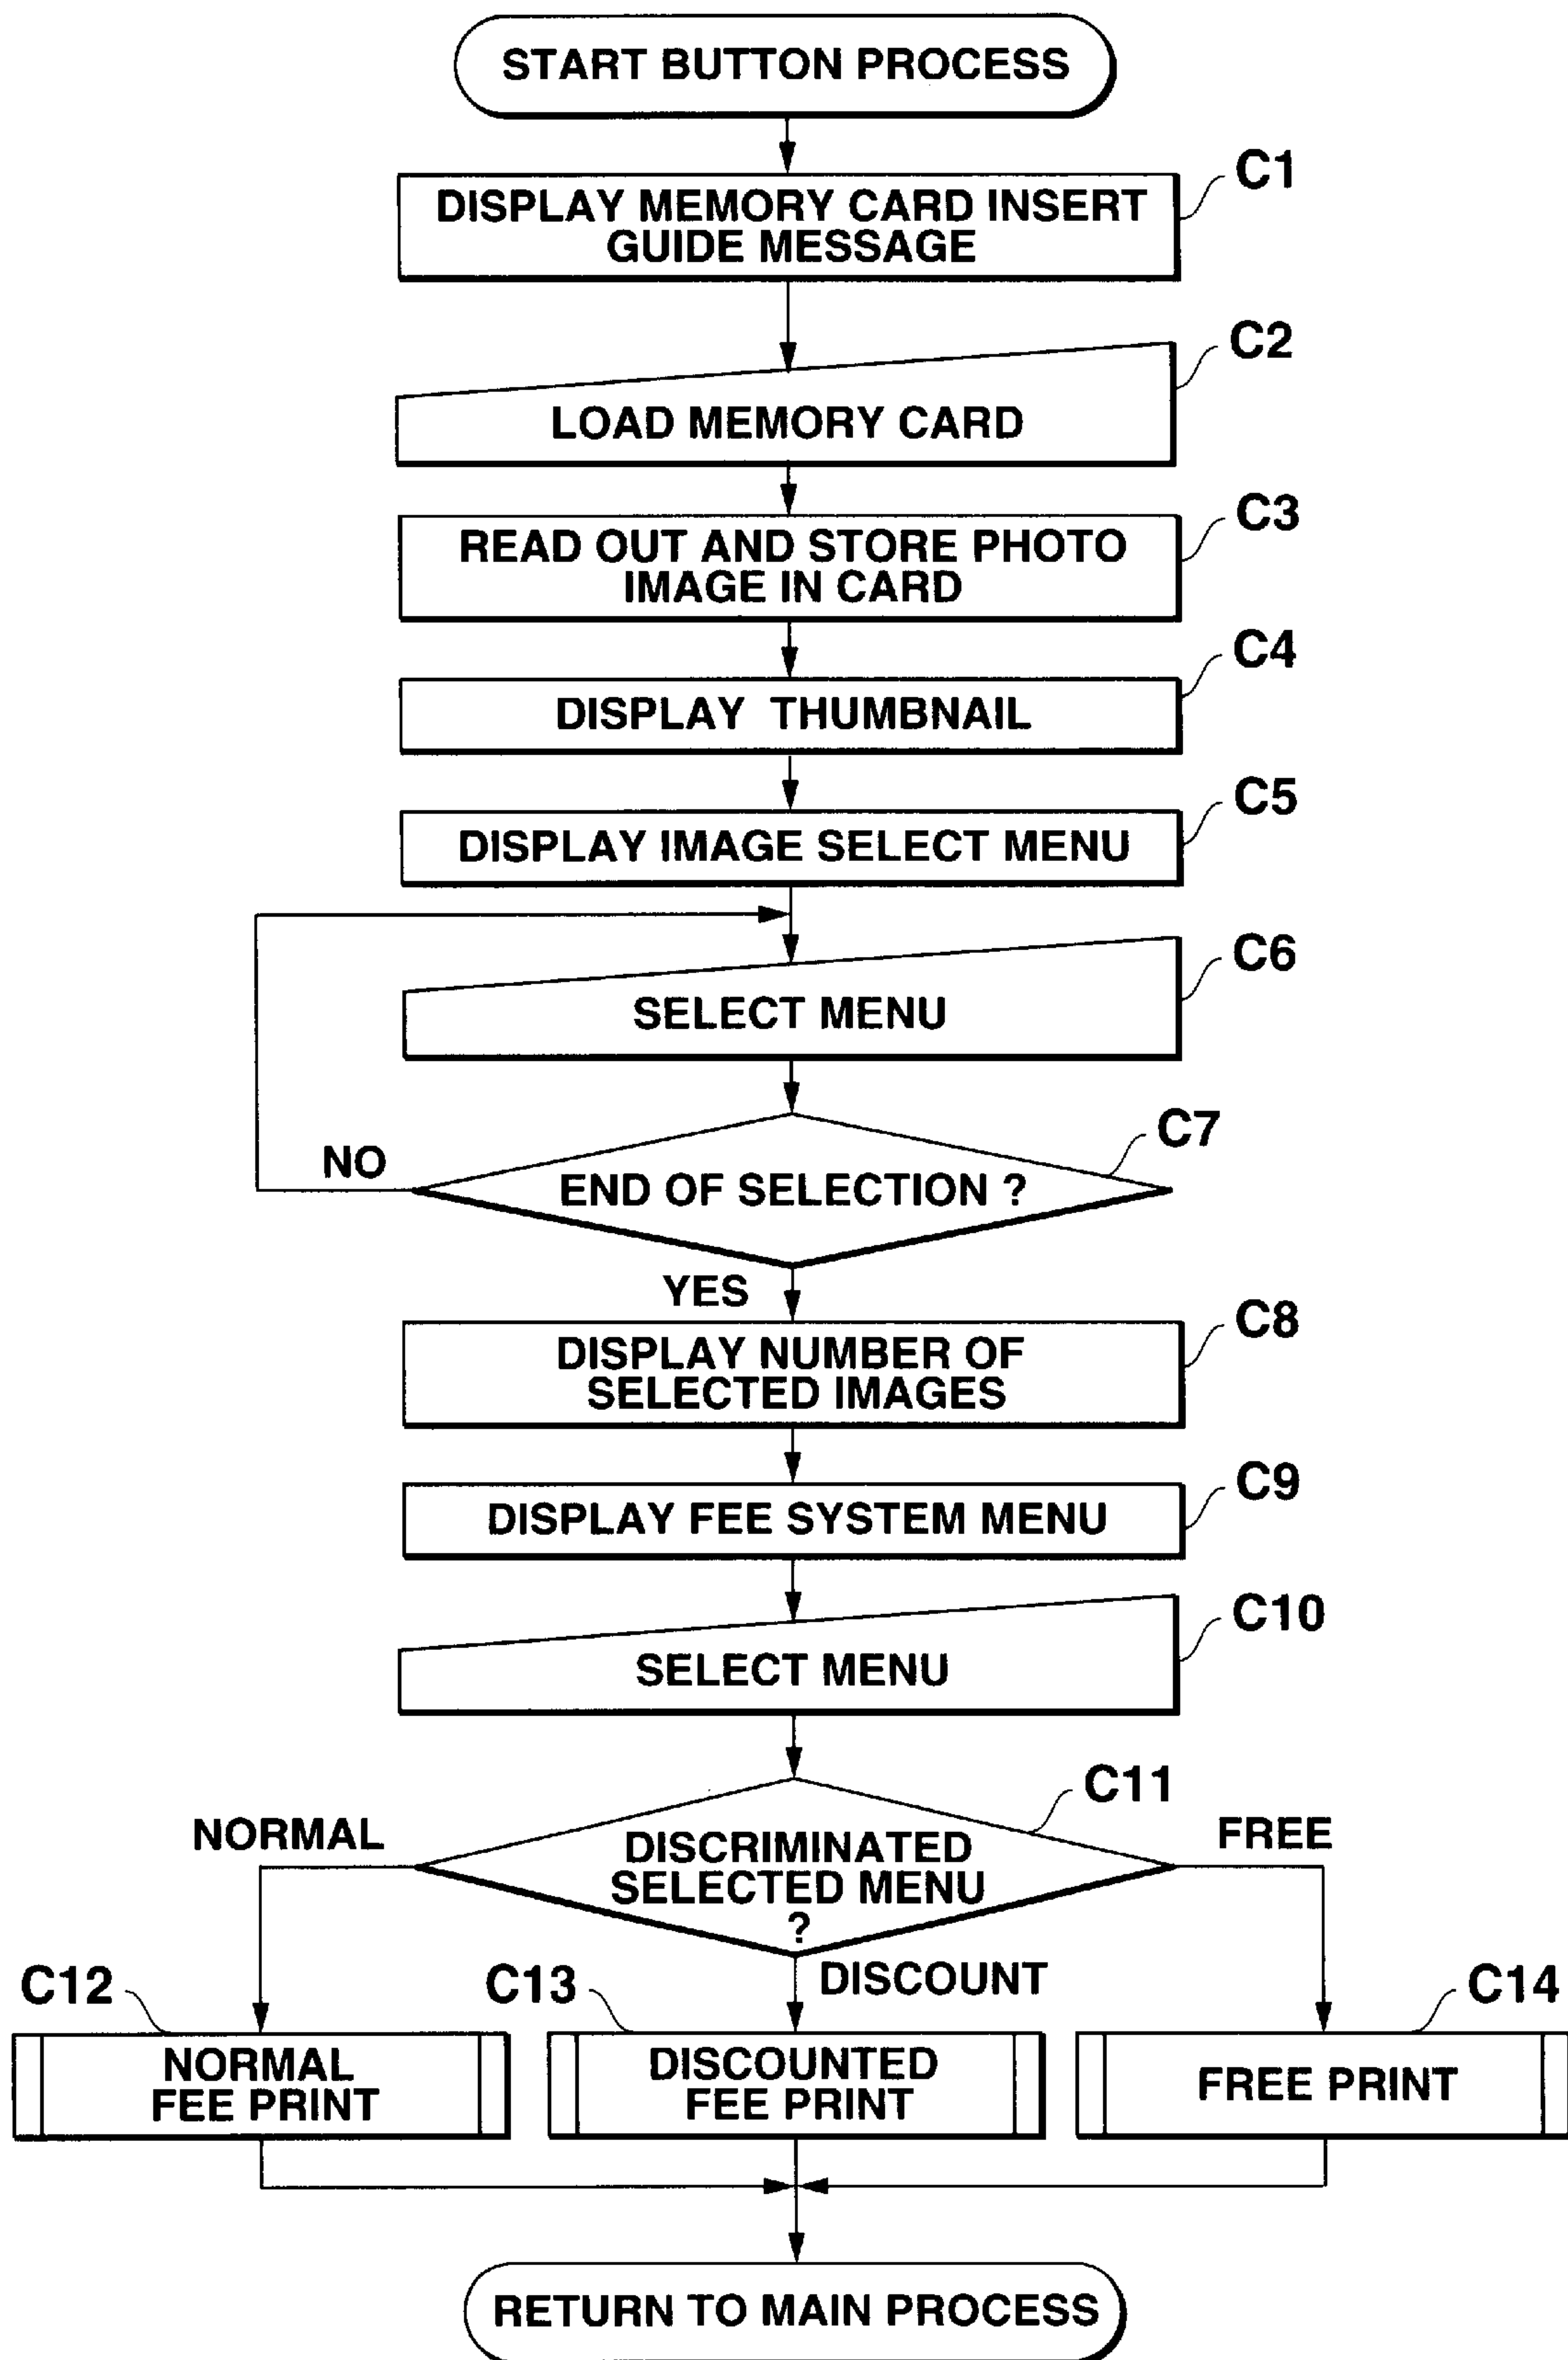 START BUTTON PROCESS
C1
DISPLAY MEMORY CARD INSERT
GUIDE MESSAGE
C2
LOAD MEMORY CARD
C3
READ OUT AND STORE PHOTO
IMAGE IN CARD
C4
DISPLAY THUMBNAIL
C5
DISPLAY IMAGE SELECT MENU
C6
SELECT MENU
C7
NO
END OF SELECTION ?
YES
C8
DISPLAY NUMBER OF
SELECTED IMAGES
C9
DISPLAY FEE SYSTEM MENU
C10
SELECT MENU
C11
NORMAL
FREE
DISCRIMINATED
SELECTED MENU
?
DISCOUNT
C12
C13
C14
NORMAL
FEE PRINT
DISCOUNTED
FEE PRINT
FREE PRINT
RETURN TO MAIN PROCESS